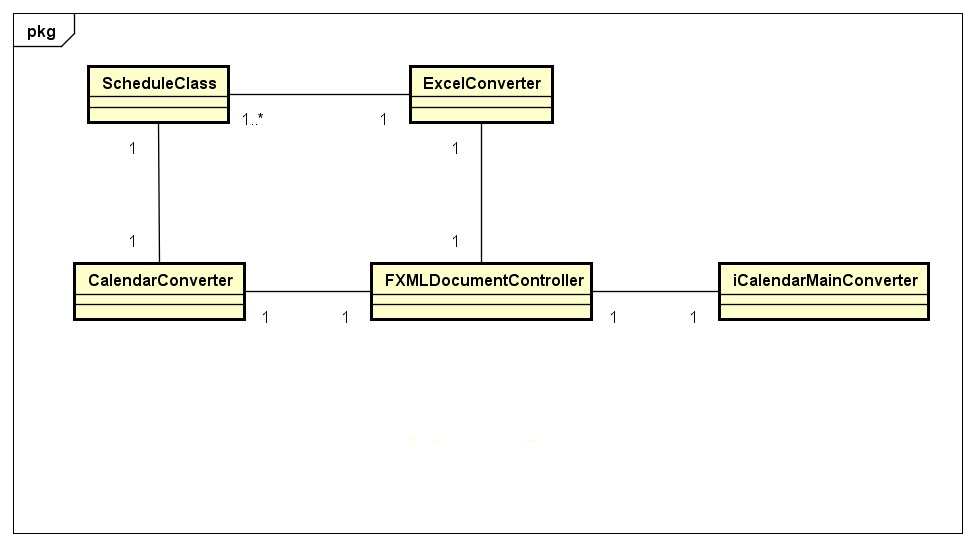 pkg
ScheduleClass
ExcelConverter
1..*
1
1
1
1
1
CalendarConverter
FXMLDocumentController
iCalendarMainConverter
1
1
1
1